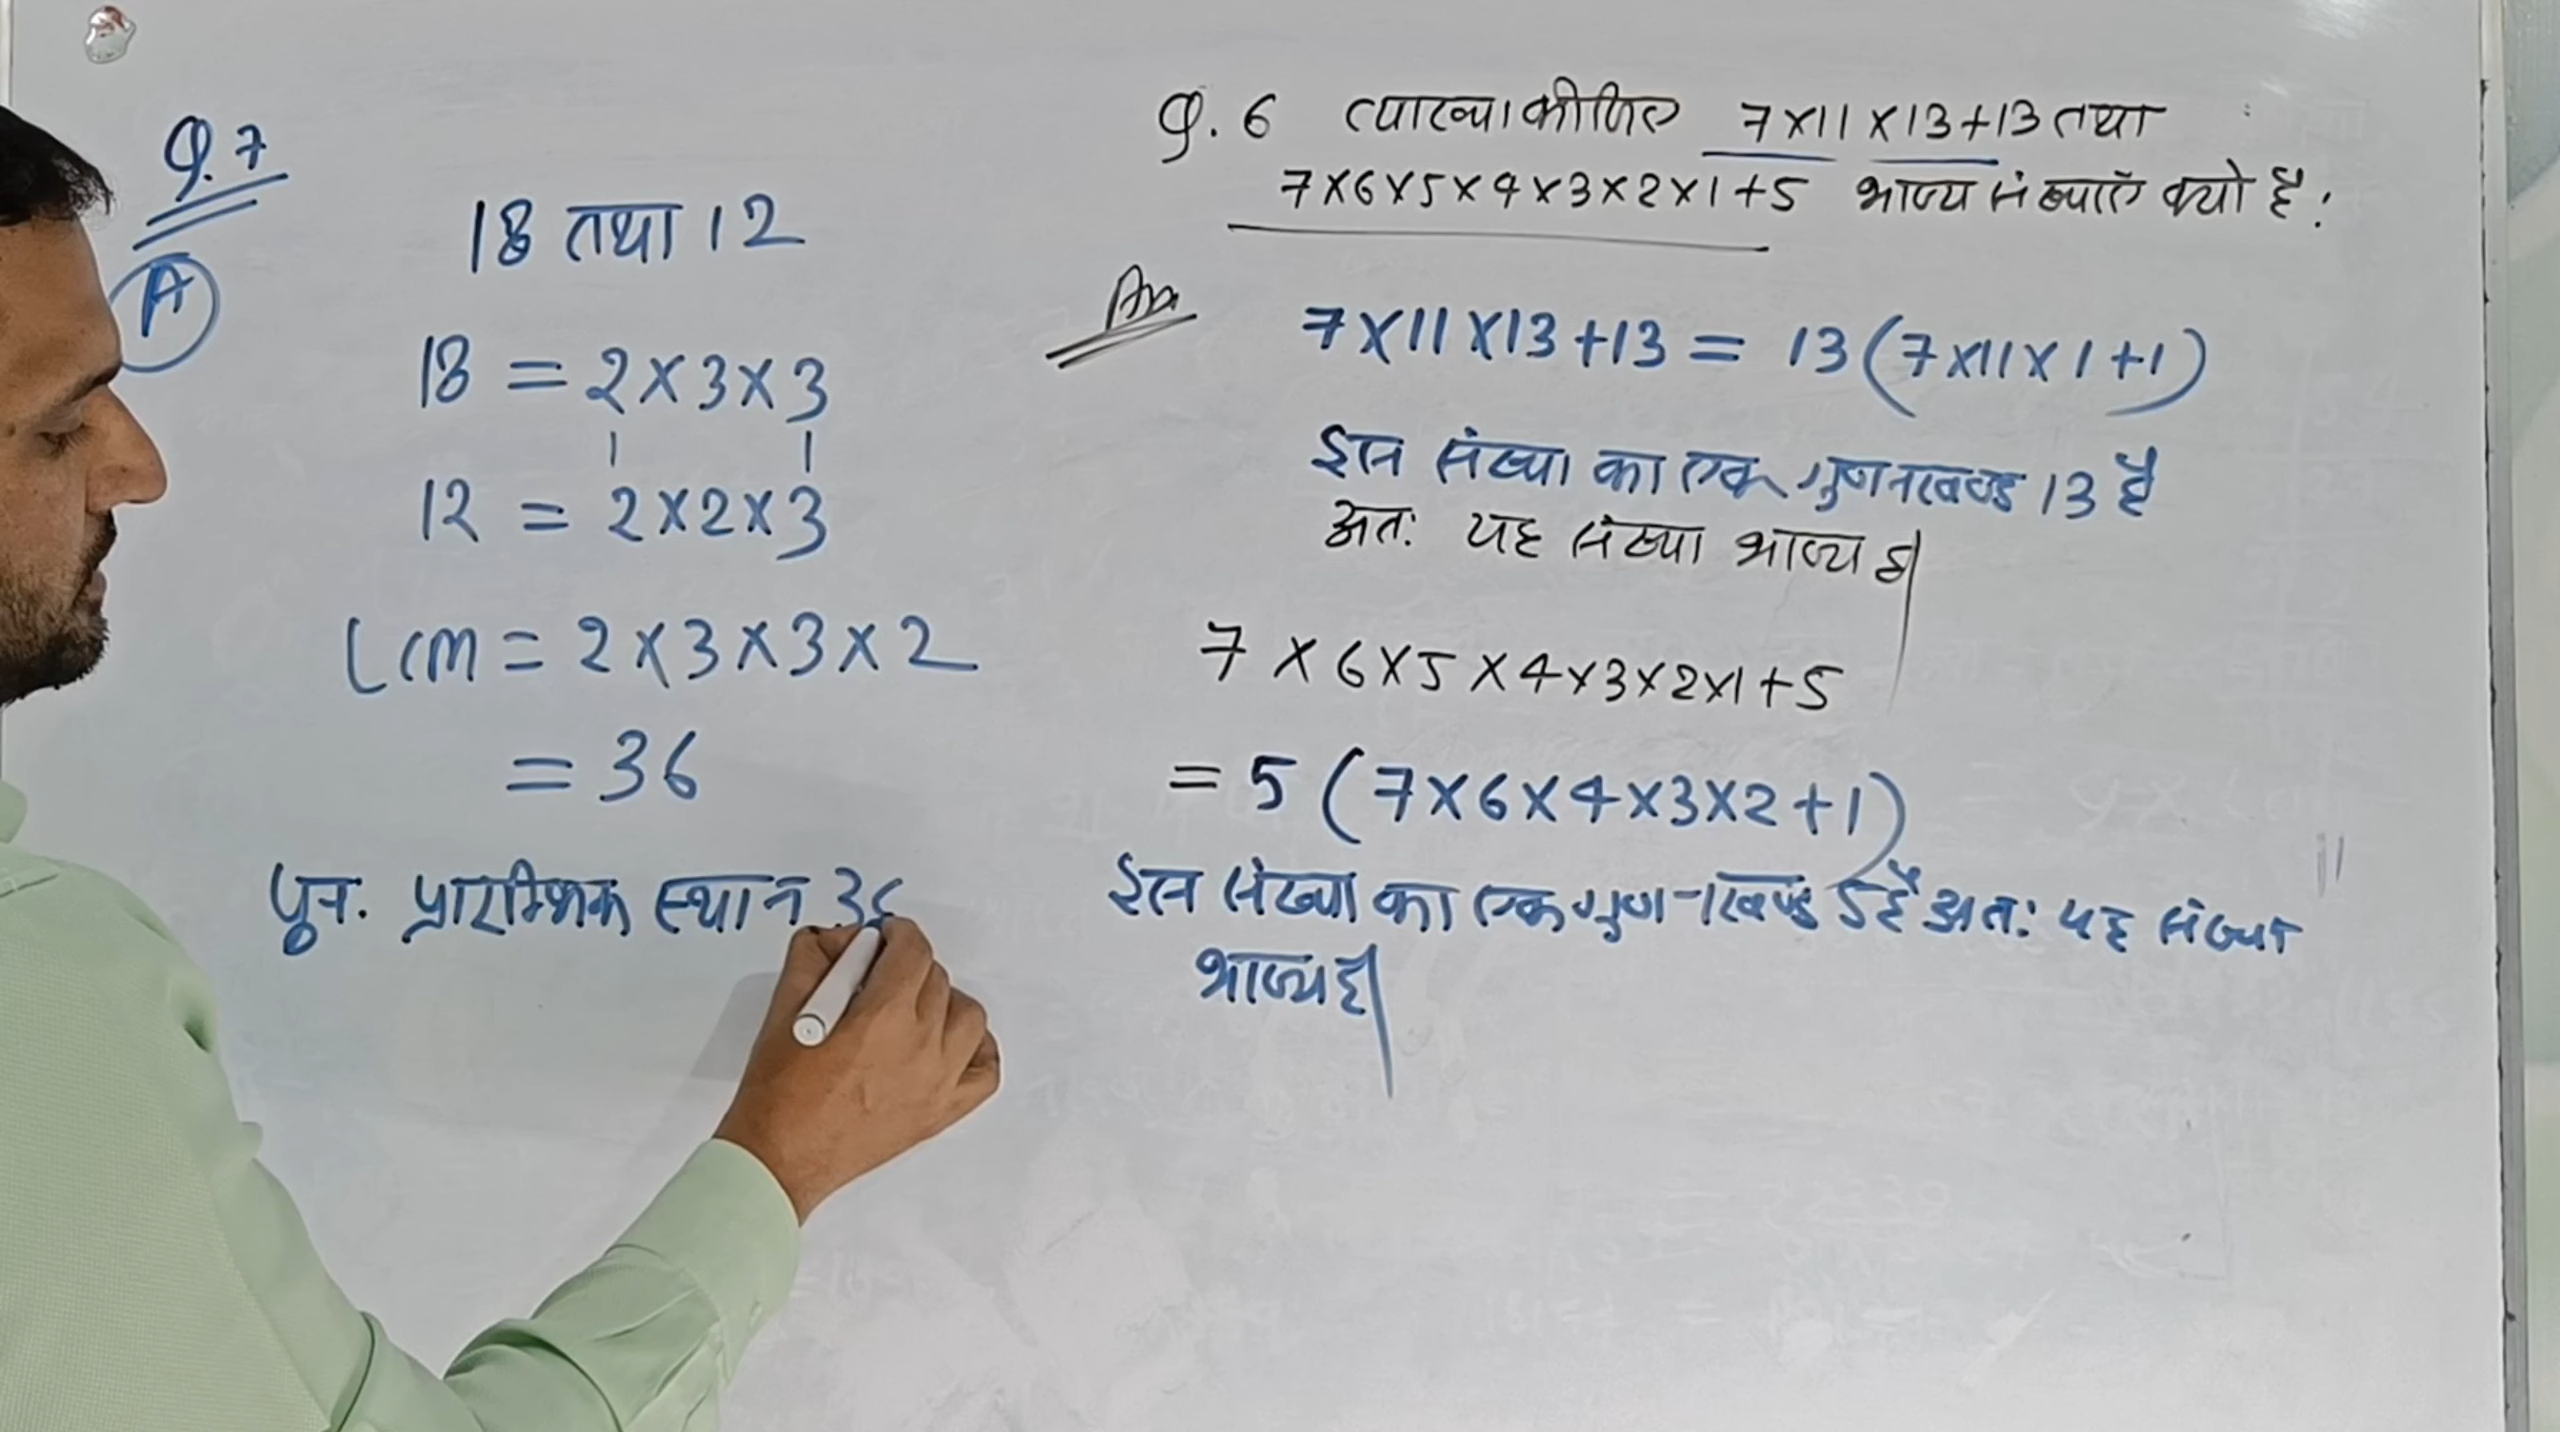 Q.7
A
18 तथा 12
18 = 2×3×3
12 = 2×2×3
LCM = 2×3×3×2
= 36
पुन. प्रारम्भिक स्थान 36
Q.6 व्याख्या कीजिए 7×11×13+13 तथा
7×6×5×4×3×2×1+5 भाज्य संख्याएँ क्यो है:
Ans
7×11×13+13 = 13(7×11×1+1)
इस संख्या का एक गुणनखण्ड 13 है
अत: यह संख्या भाज्य है|
7×6×5×4×3×2×1+5
= 5(7×6×4×3×2+1)
इस संख्या का एक गुणनखण्ड 5 है अत: यह संख्या
भाज्य है|